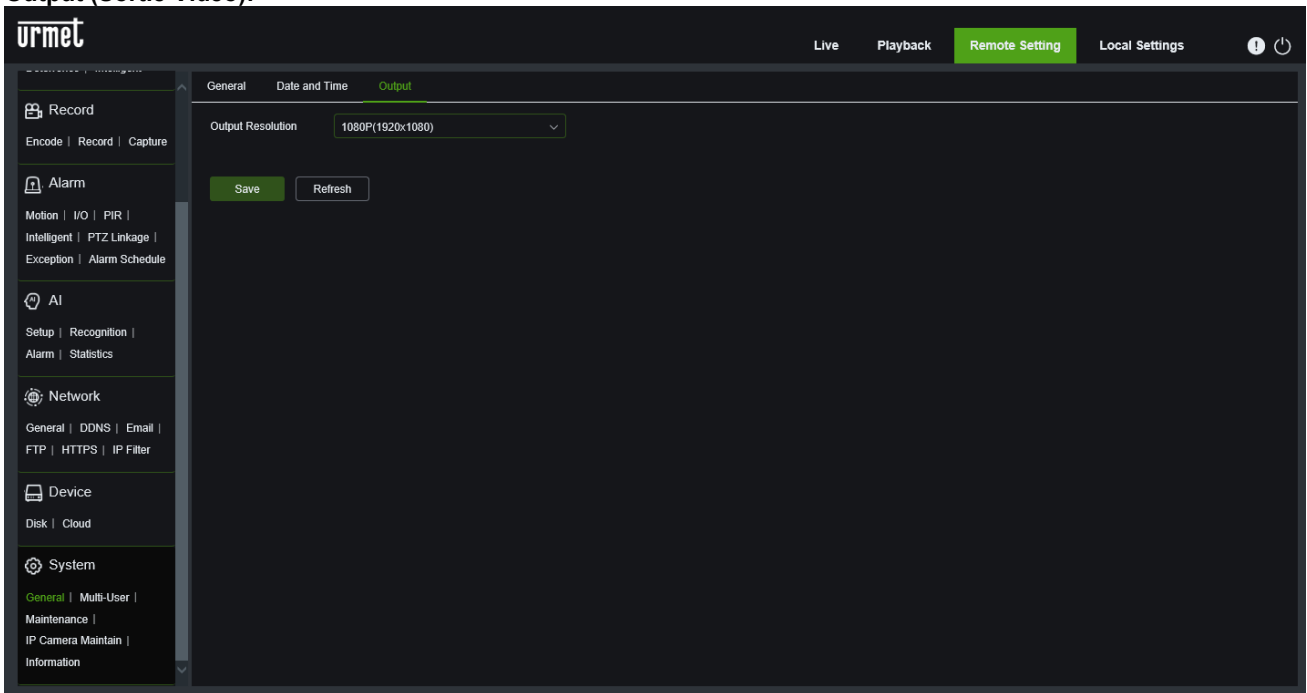 urmet
Live Playback Remote Setting Local Settings
General Date and Time Output
Output Resolution 1080P(1920x1080)
Save Refresh
Record
Encode | Record | Capture
Alarm
Motion | I/O | PIR |
Intelligent | PTZ Linkage |
Exception | Alarm Schedule
AI
Setup | Recognition |
Alarm | Statistics
Network
General | DDNS | Email |
FTP | HTTPS | IP Filter
Device
Disk | Cloud
System
General | Multi-User |
Maintenance |
IP Camera Maintain |
Information